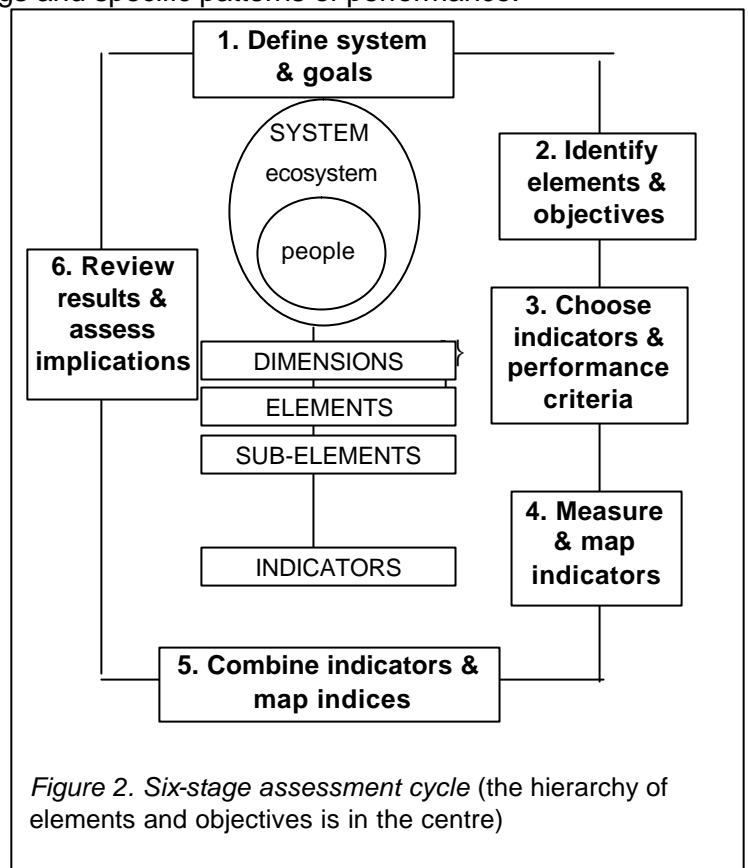 gs and specific patterns of performance.
1. Define system
& goals
SYSTEM
ecosystem
people
2. Identify
elements &
objectives
3. Choose
indicators &
performance
criteria
4. Measure
& map
indicators
5. Combine indicators &
map indices
6. Review
results &
assess
implications
DIMENSIONS
ELEMENTS
SUB-ELEMENTS
INDICATORS
Figure 2. Six-stage assessment cycle (the hierarchy of
elements and objectives is in the centre)